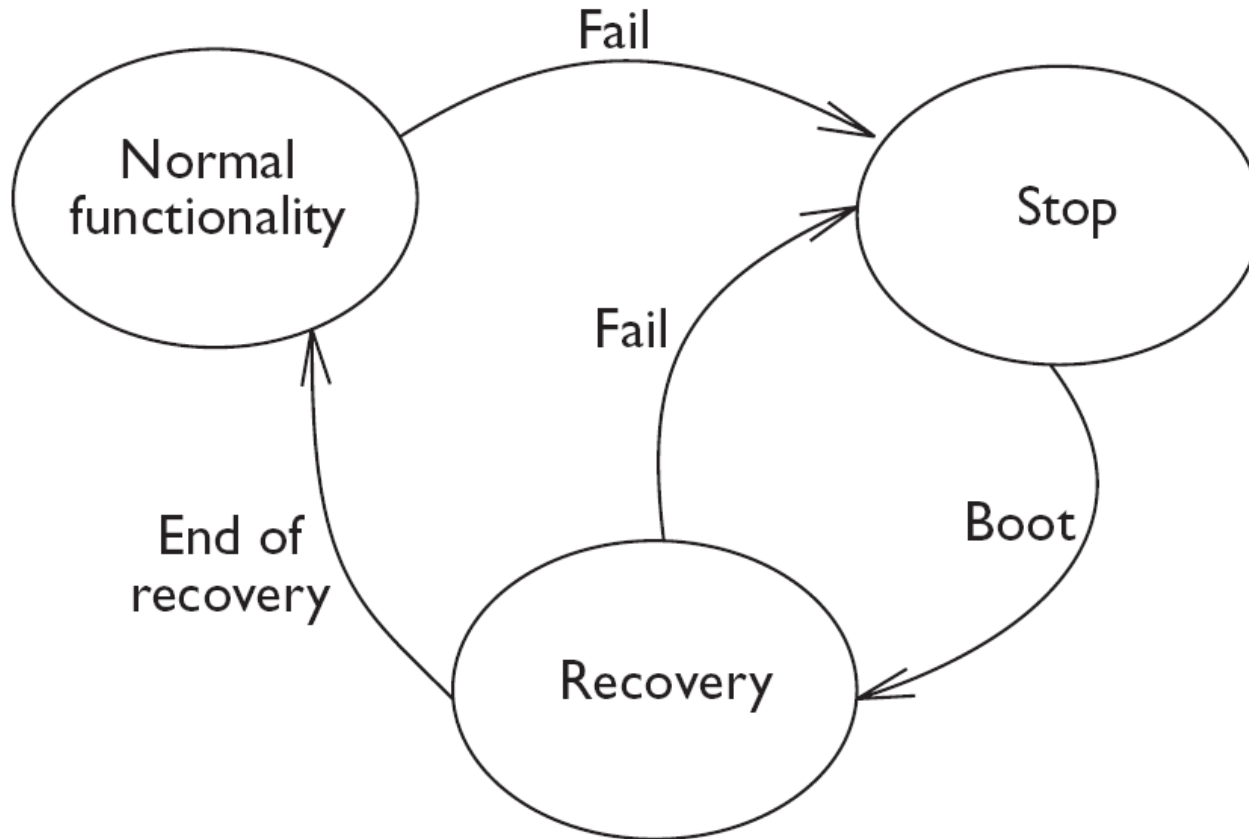 Fail
Normal
functionality
Stop
Fail
Boot
End of
recovery
Recovery